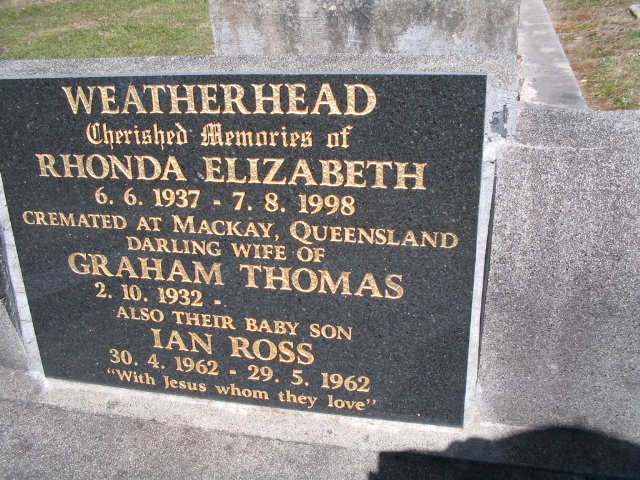 WEATHERHEAD
Cherished Memories of
RHONDA ELIZABETH
6. 6. 1937 - 7. 8. 1998
CREMATED AT MACKAY, QUEENSLAND
DARLING WIFE OF
GRAHAM THOMAS
2. 10. 1932 -
ALSO THEIR BABY SON
IAN ROSS
30. 4. 1962 - 29. 5. 1962
"With Jesus whom they love"